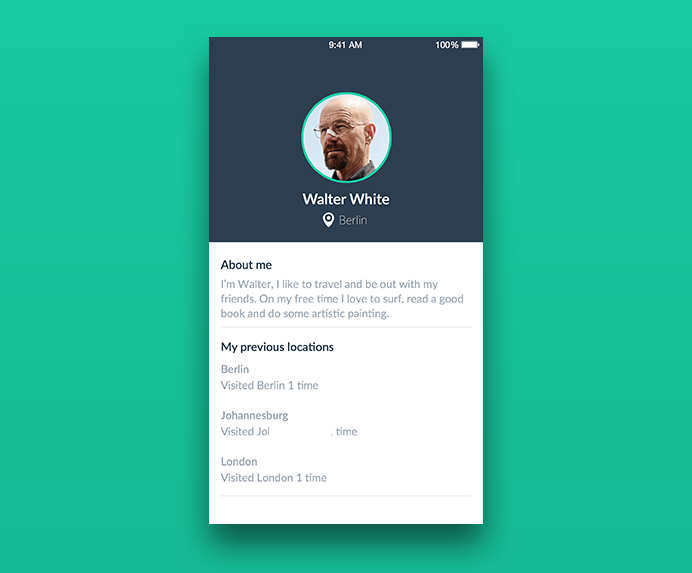 9:41 AM 100%
Walter White
Berlin
About me
I'm Walter, I like to travel and be out with my
friends. On my free time I love to surf, read a good
book and do some artistic painting.
My previous locations
Berlin
Visited Berlin 1 time
Johannesburg
Visited time
London
Visited London 1 time